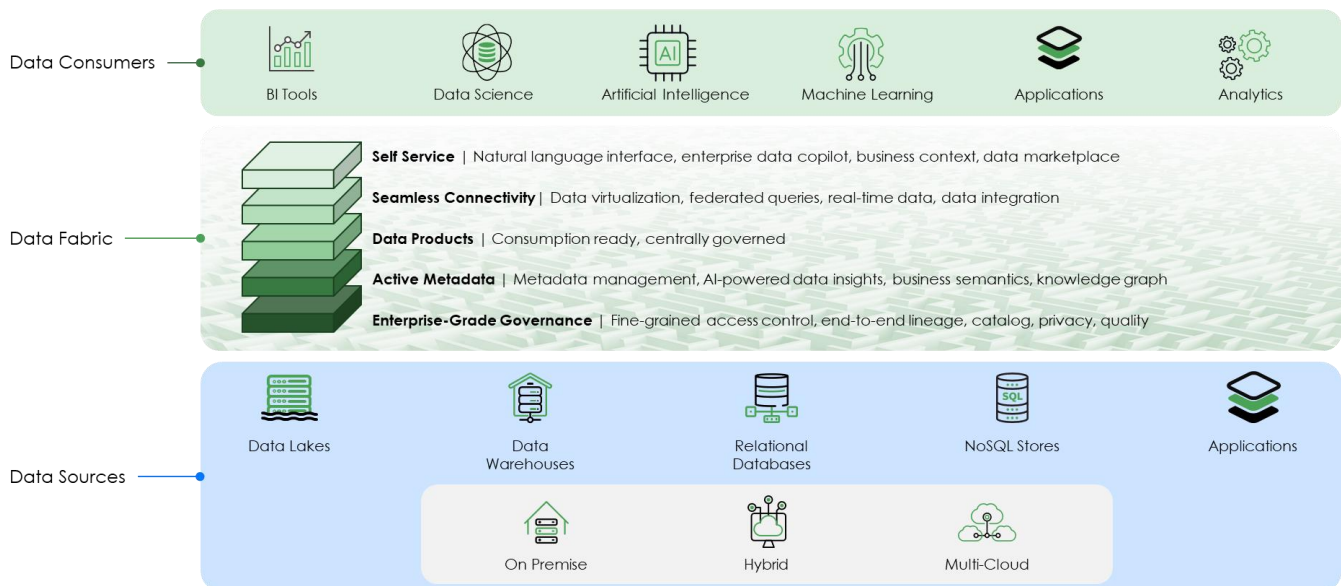 Data Consumers
AI
BI Tools
Data Science
Artificial Intelligence
Machine Learning
Applications
Analytics
Data Fabric
Self Service | Natural language interface, enterprise data copilot, business context, data marketplace
Seamless Connectivity| Data virtualization, federated queries, real-time data, data integration
Data Products | Consumption ready, centrally governed
Active Metadata | Metadata management, AI-powered data insights, business semantics, knowledge graph
Enterprise-Grade Governance | Fine-grained access control, end-to-end lineage, catalog, privacy, quality
Data Sources
SQL
Data Lakes
Data
Warehouses
Relational
Databases
NoSQL Stores
Applications
On Premise
Hybrid
Multi-Cloud